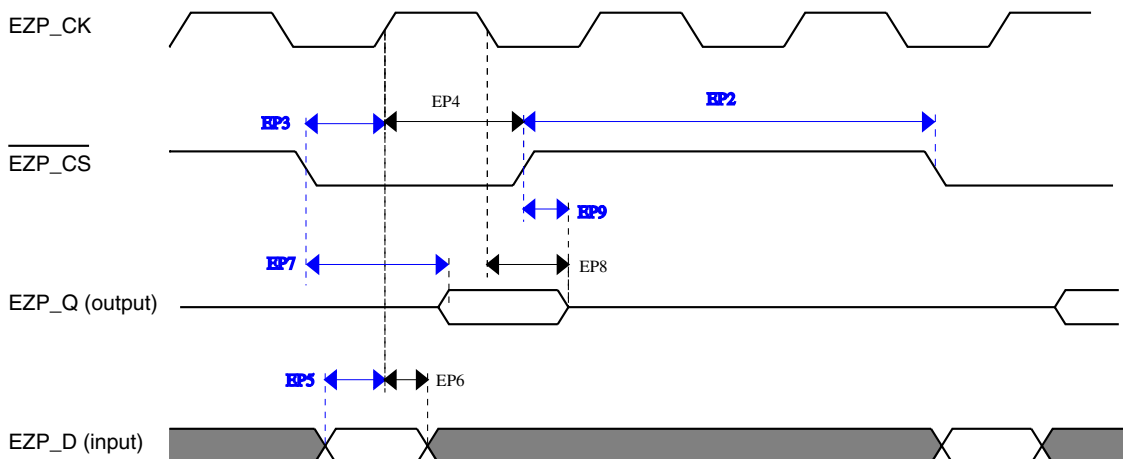 EZP_CK
EP4
EP2
EP3
EZP_CS
EP9
EP7
EP8
EZP_Q (output)
EP5
EP6
EZP_D (input)